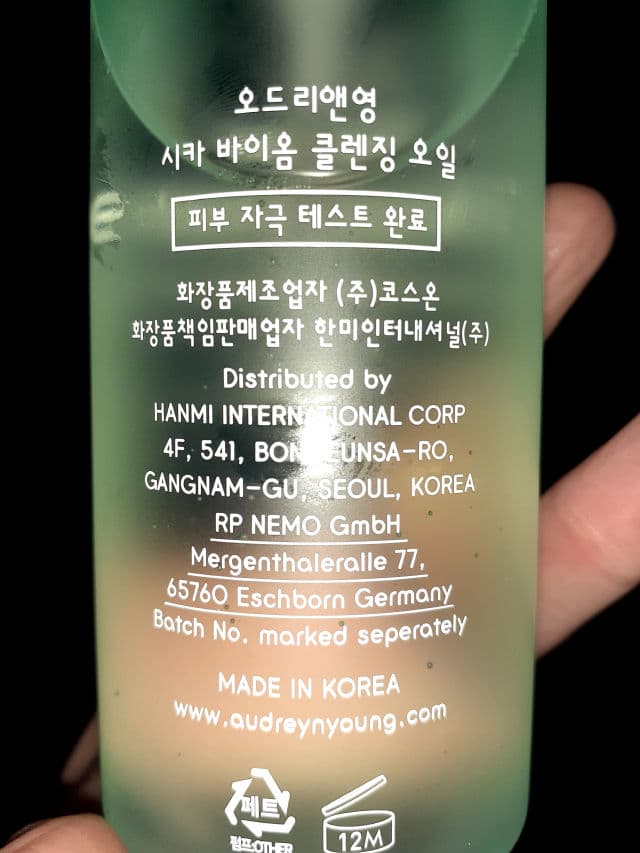 오드리앤영
시카 바이옴 클렌징 오일
피부 자극 테스트 완료
화장품제조업자 (주)코스온
화장품책임판매업자 한미인터내셔널(주)
Distributed by
HANMI INTERNATIONAL CORP
4F, 541,
GANGNAM-GU, SEOUL, KOREA
RP NEMO GmbH
Mergenthaleralle 77,
65760 Eschborn Germany
Batch No. marked seperately
MADE IN KOREA
www.audreynyoung.com
페트
펌프:OTHER
12M